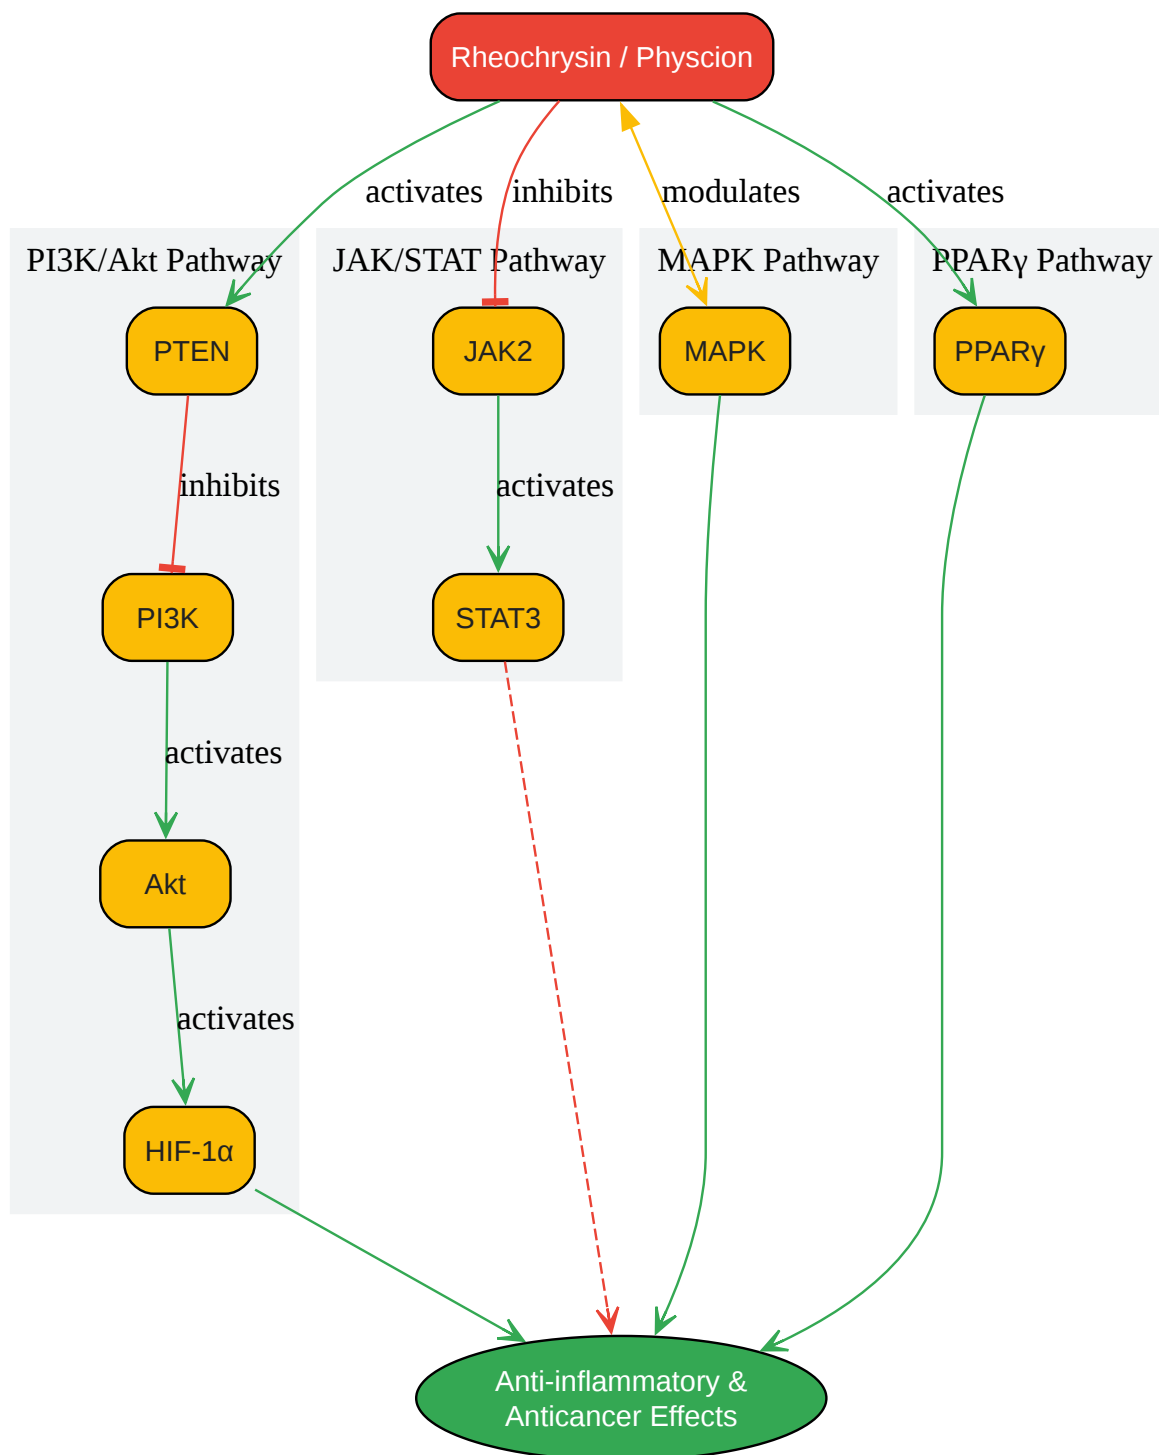 Rheochrysin / Physcion
activates
inhibits
modulates
activates
PI3K/Akt Pathway
JAK/STAT Pathway
MAPK Pathway
PPARγ Pathway
PTEN
JAK2
MAPK
PPARγ
inhibits
activates
PI3K
STAT3
activates
Akt
activates
HIF-1α
Anti-inflammatory &
Anticancer Effects